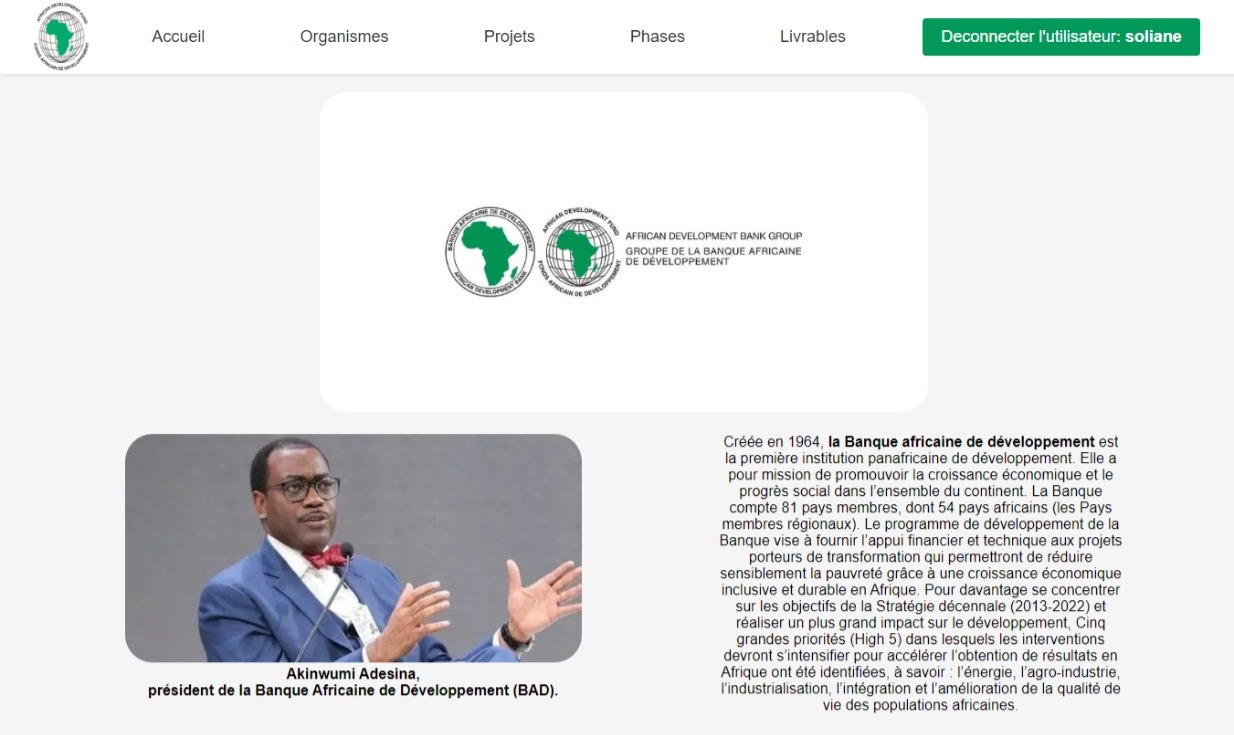 Accueil
Organismes
Projets
Phases
Livrables
Deconnecter l'utilisateur: soliane
BANQUE AFRICAINE DE DEVELOPPEMENT
AFRICAN DEVELOPMENT BANK
AFRICAN DEVELOPMENT FUND
FONDS AFRICAIN DE DEVELOPPEMENT
AFRICAN DEVELOPMENT BANK GROUP
GROUPE DE LA BANQUE AFRICAINE
DE DÉVELOPPEMENT
Akinwumi Adesina,
président de la Banque Africaine de Développement (BAD).
Créée en 1964, la Banque africaine de développement est
la première institution panafricaine de développement. Elle a
pour mission de promouvoir la croissance économique et le
progrès social dans l’ensemble du continent. La Banque
compte 81 pays membres, dont 54 pays africains (les Pays
membres régionaux). Le programme de développement de la
Banque vise à fournir l’appui financier et technique aux projets
porteurs de transformation qui permettront de réduire
sensiblement la pauvreté grâce à une croissance économique
inclusive et durable en Afrique. Pour davantage se concentrer
sur les objectifs de la Stratégie décennale (2013-2022) et
réaliser un plus grand impact sur le développement, Cinq
grandes priorités (High 5) dans lesquels les interventions
devront s’intensifier pour accélérer l’obtention de résultats en
Afrique ont été identifiées, à savoir : l’énergie, l’agro-industrie,
l’industrialisation, l’intégration et l’amélioration de la qualité de
vie des populations africaines.